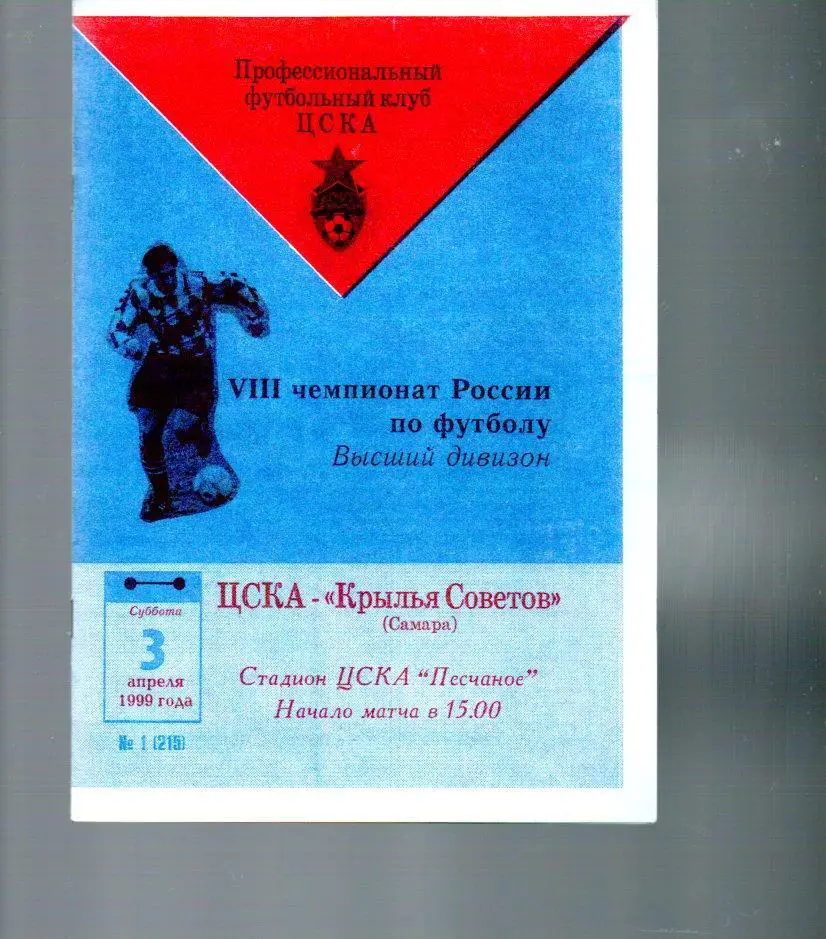 Профессиональный
футбольный клуб
ЦСКА
VIII чемпионат России
по футболу
Высший дивизон
Суббота
3
апреля
1999 года
№ 1 (215)
ЦСКА - «Крылья Советов»
(Самара)
Стадион ЦСКА "Песчаное"
Начало матча в 15.00